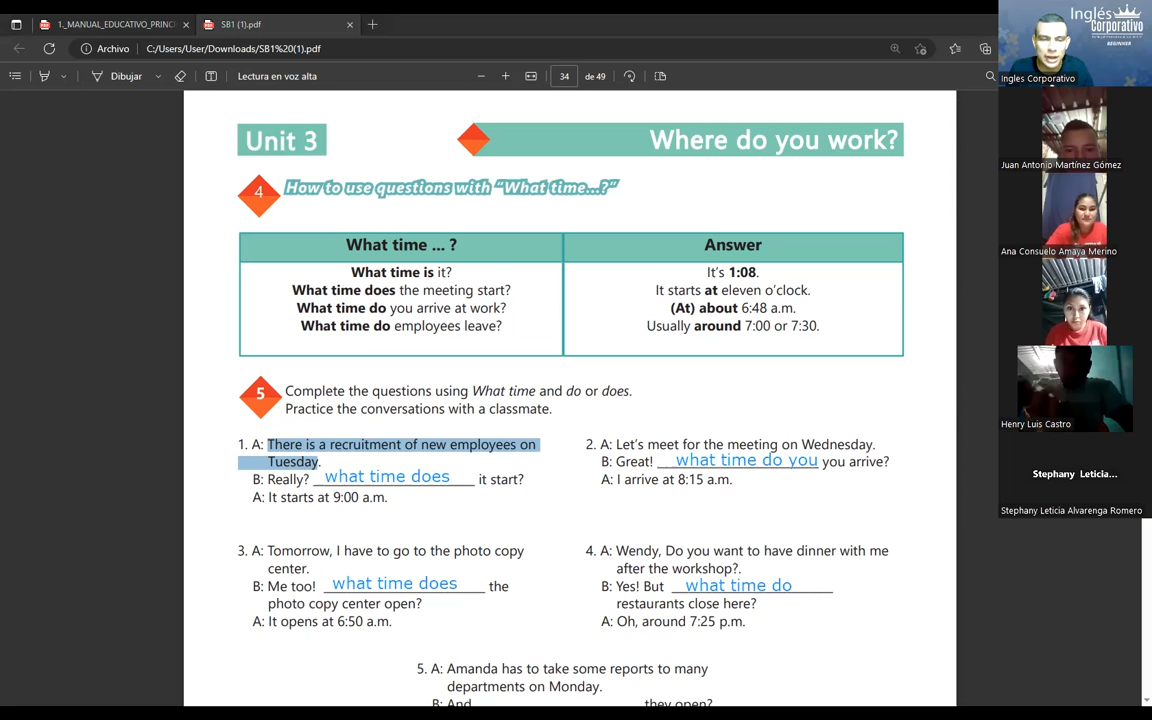 1._MANUAL_EDUCATIVO_PRINC
SB1 (1).pdf
Archivo
C:/Users/User/Downloads/SB1%20(1).pdf
Dibujar
Lectura en voz alta
34
de 49
Unit 3
Where do you work?
4
How to use questions with “What time...?”
What time ... ?
Answer
What time is it?
It's 1:08.
What time does the meeting start?
It starts at eleven o'clock.
What time do you arrive at work?
(At) about 6:48 a.m.
What time do employees leave?
Usually around 7:00 or 7:30.
5
Complete the questions using What time and do or does.
Practice the conversations with a classmate.
1. A: There is a recruitment of new employees on
Tuesday.
B: Really? what time does it start?
A: It starts at 9:00 a.m.
2. A: Let's meet for the meeting on Wednesday.
B: Great! what time do you you arrive?
A: I arrive at 8:15 a.m.
3. A: Tomorrow, I have to go to the photo copy
center.
B: Me too! what time does the
photo copy center open?
A: It opens at 6:50 a.m.
4. A: Wendy, Do you want to have dinner with me
after the workshop?.
B: Yes! But what time do
restaurants close here?
A: Oh, around 7:25 p.m.
5. A: Amanda has to take some reports to many
departments on Monday.
B: And they open?
Inglés
Corporativo
BEGINNER
Ingles Corporativo
Juan Antonio Martínez Gómez
Ana Consuelo Amaya Merino
Henry Luis Castro
Stephany Leticia...
Stephany Leticia Alvarenga Romero